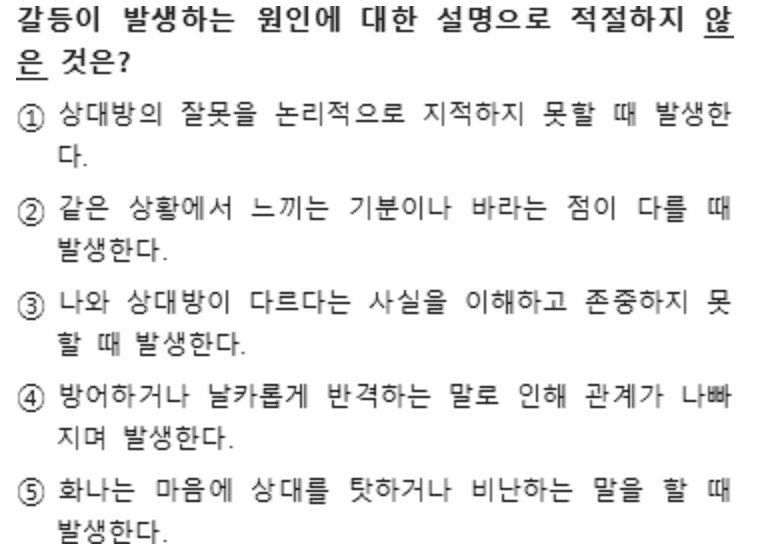 갈등이 발생하는 원인에 대한 설명으로 적절하지 않
은 것은?
① 상대방의 잘못을 논리적으로 지적하지 못할 때 발생한
다.
② 같은 상황에서 느끼는 기분이나 바라는 점이 다를 때
발생한다.
③ 나와 상대방이 다르다는 사실을 이해하고 존중하지 못
할 때 발생한다.
④ 방어하거나 날카롭게 반격하는 말로 인해 관계가 나빠
지며 발생한다.
⑤ 화나는 마음에 상대를 탓하거나 비난하는 말을 할 때
발생한다.